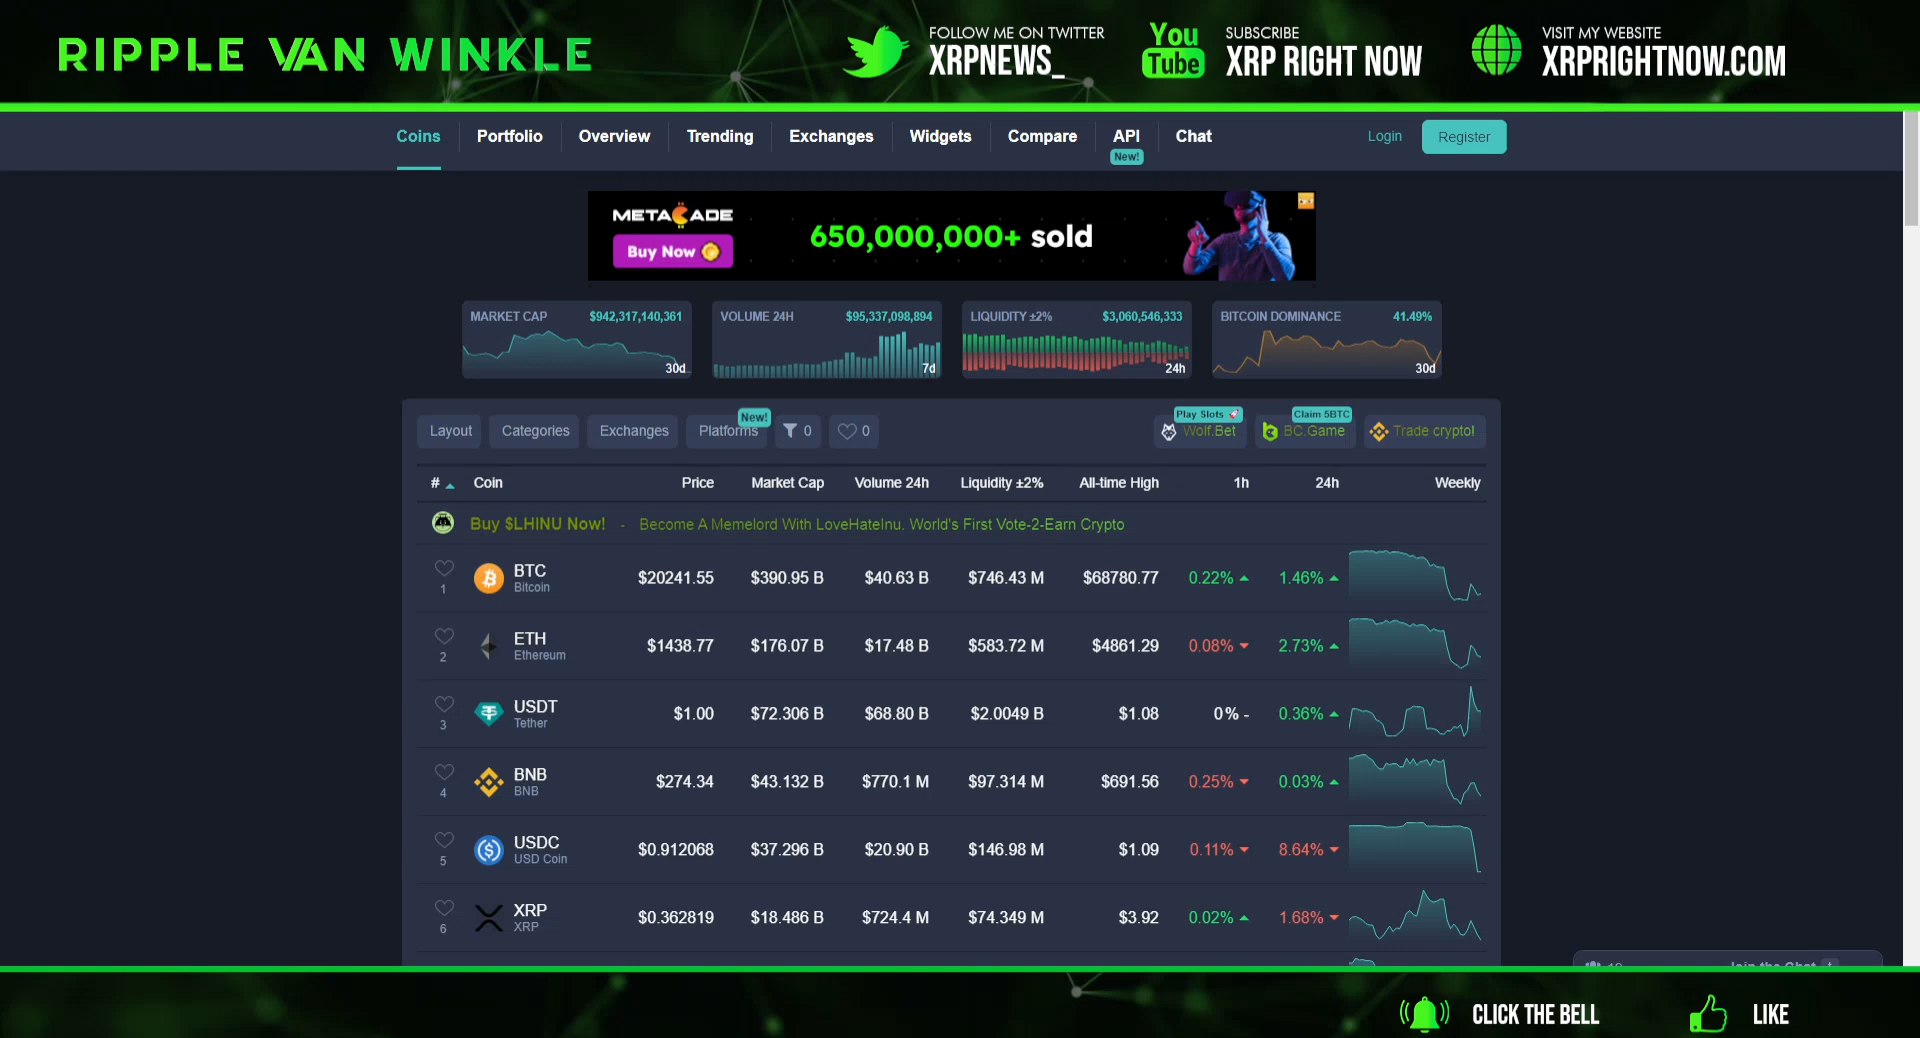 RIPPLE VAN WINKLE
FOLLOW ME ON TWITTER
XRPNEWS_
You
Tube
SUBSCRIBE
XRP RIGHT NOW
VISIT MY WEBSITE
XRPRIGHTNOW.COM
Coins Portfolio Overview Trending Exchanges Widgets Compare API Chat Login Register
New!
METACADE
Buy Now
650,000,000+ sold
MARKET CAP $942,317,140,361
30d
VOLUME 24H $95,337,098,894
7d
LIQUIDITY ±2% $3,060,546,333
24h
BITCOIN DOMINANCE 41.49%
30d
New! Play Slots Claim 5BTC
Layout Categories Exchanges Platforms 0 0 Wolf.Bet BC.Game Trade crypto!
# Coin Price Market Cap Volume 24h Liquidity ±2% All-time High 1h 24h Weekly
Buy $LHINU Now! - Become A Memelord With LoveHateInu. World's First Vote-2-Earn Crypto
1 BTC Bitcoin $20241.55 $390.95 B $40.63 B $746.43 M $68780.77 0.22% 1.46%
2 ETH Ethereum $1438.77 $176.07 B $17.48 B $583.72 M $4861.29 0.08% 2.73%
3 USDT Tether $1.00 $72.306 B $68.80 B $2.0049 B $1.08 0% - 0.36%
4 BNB BNB $274.34 $43.132 B $770.1 M $97.314 M $691.56 0.25% 0.03%
5 USDC USD Coin $0.912068 $37.296 B $20.90 B $146.98 M $1.09 0.11% 8.64%
6 XRP XRP $0.362819 $18.486 B $724.4 M $74.349 M $3.92 0.02% 1.68%
Join the Chat
CLICK THE BELL
LIKE